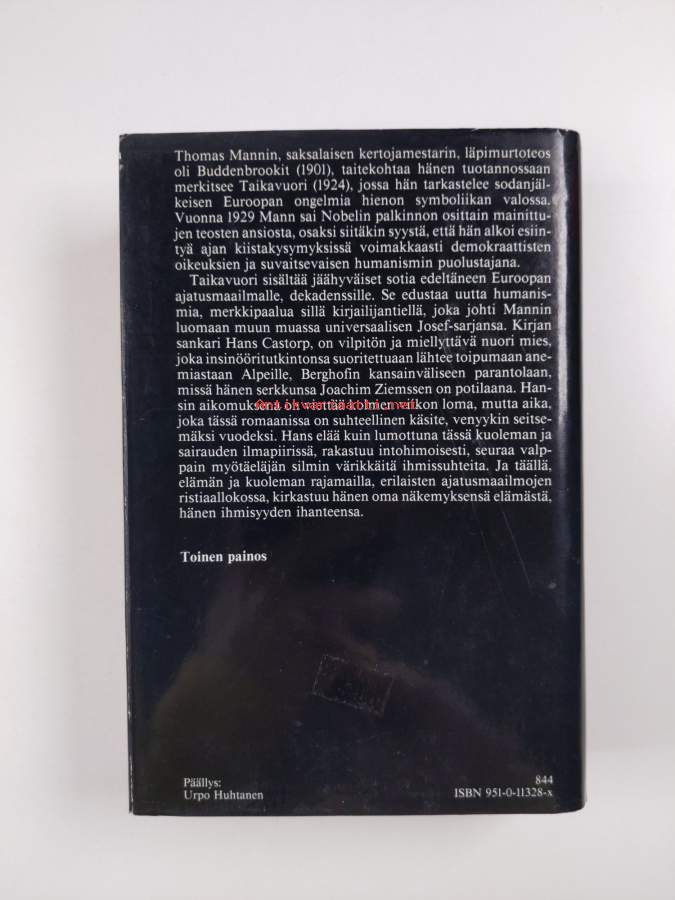 Thomas Mannin, saksalaisen kertojamestarin, läpimurtoteos
oli Buddenbrookit (1901), taitekohtaa hänen tuotannossaan
merkitsee Taikavuori (1924), jossa hän tarkastelee sodanjäl-
keisen Euroopan ongelmia hienon symboliikan valossa.
Vuonna 1929 Mann sai Nobelin palkinnon osittain mainittu-
jen teosten ansiosta, osaksi siitäkin syystä, että hän alkoi esiin-
tyä ajan kiistakysymyksissä voimakkaasti demokraattisten
oikeuksien ja suvaitsevaisen humanismin puolustajana.
Taikavuori sisältää jäähyväiset sotia edeltäneen Euroopan
ajatusmaailmalle, dekadenssille. Se edustaa uutta humanis-
mia, merkkipaalua sillä kirjailijantiellä, joka johti Mannin
luomaan muun muassa universaalisen Josef-sarjansa. Kirjan
sankari Hans Castorp, on vilpitön ja miellyttävä nuori mies,
joka insinööritutkintonsa suoritettuaan lähtee toipumaan ane-
miastaan Alpeille, Berghofin kansainväliseen parantolaan,
missä hänen serkkunsa Joachim Ziemssen on potilaana. Han-
sin aikomuksena on viettää kolmen viikon loma, mutta aika,
joka tässä romaanissa on suhteellinen käsite, venyykin seitse-
mäksi vuodeksi. Hans elää kuin lumottuna tässä kuoleman ja
sairauden ilmapiirissä, rakastuu intohimoisesti, seuraa valp-
pain myötäeläjän silmin värikkäitä ihmissuhteita. Ja täällä,
elämän ja kuoleman rajamailla, erilaisten ajatusmaailmojen
ristiaallokossa, kirkastuu hänen oma näkemyksensä elämästä,
hänen ihmisyyden ihanteensa.
Toinen painos
Päällys:
Urpo Huhtanen
844
ISBN 951-0-11328-x